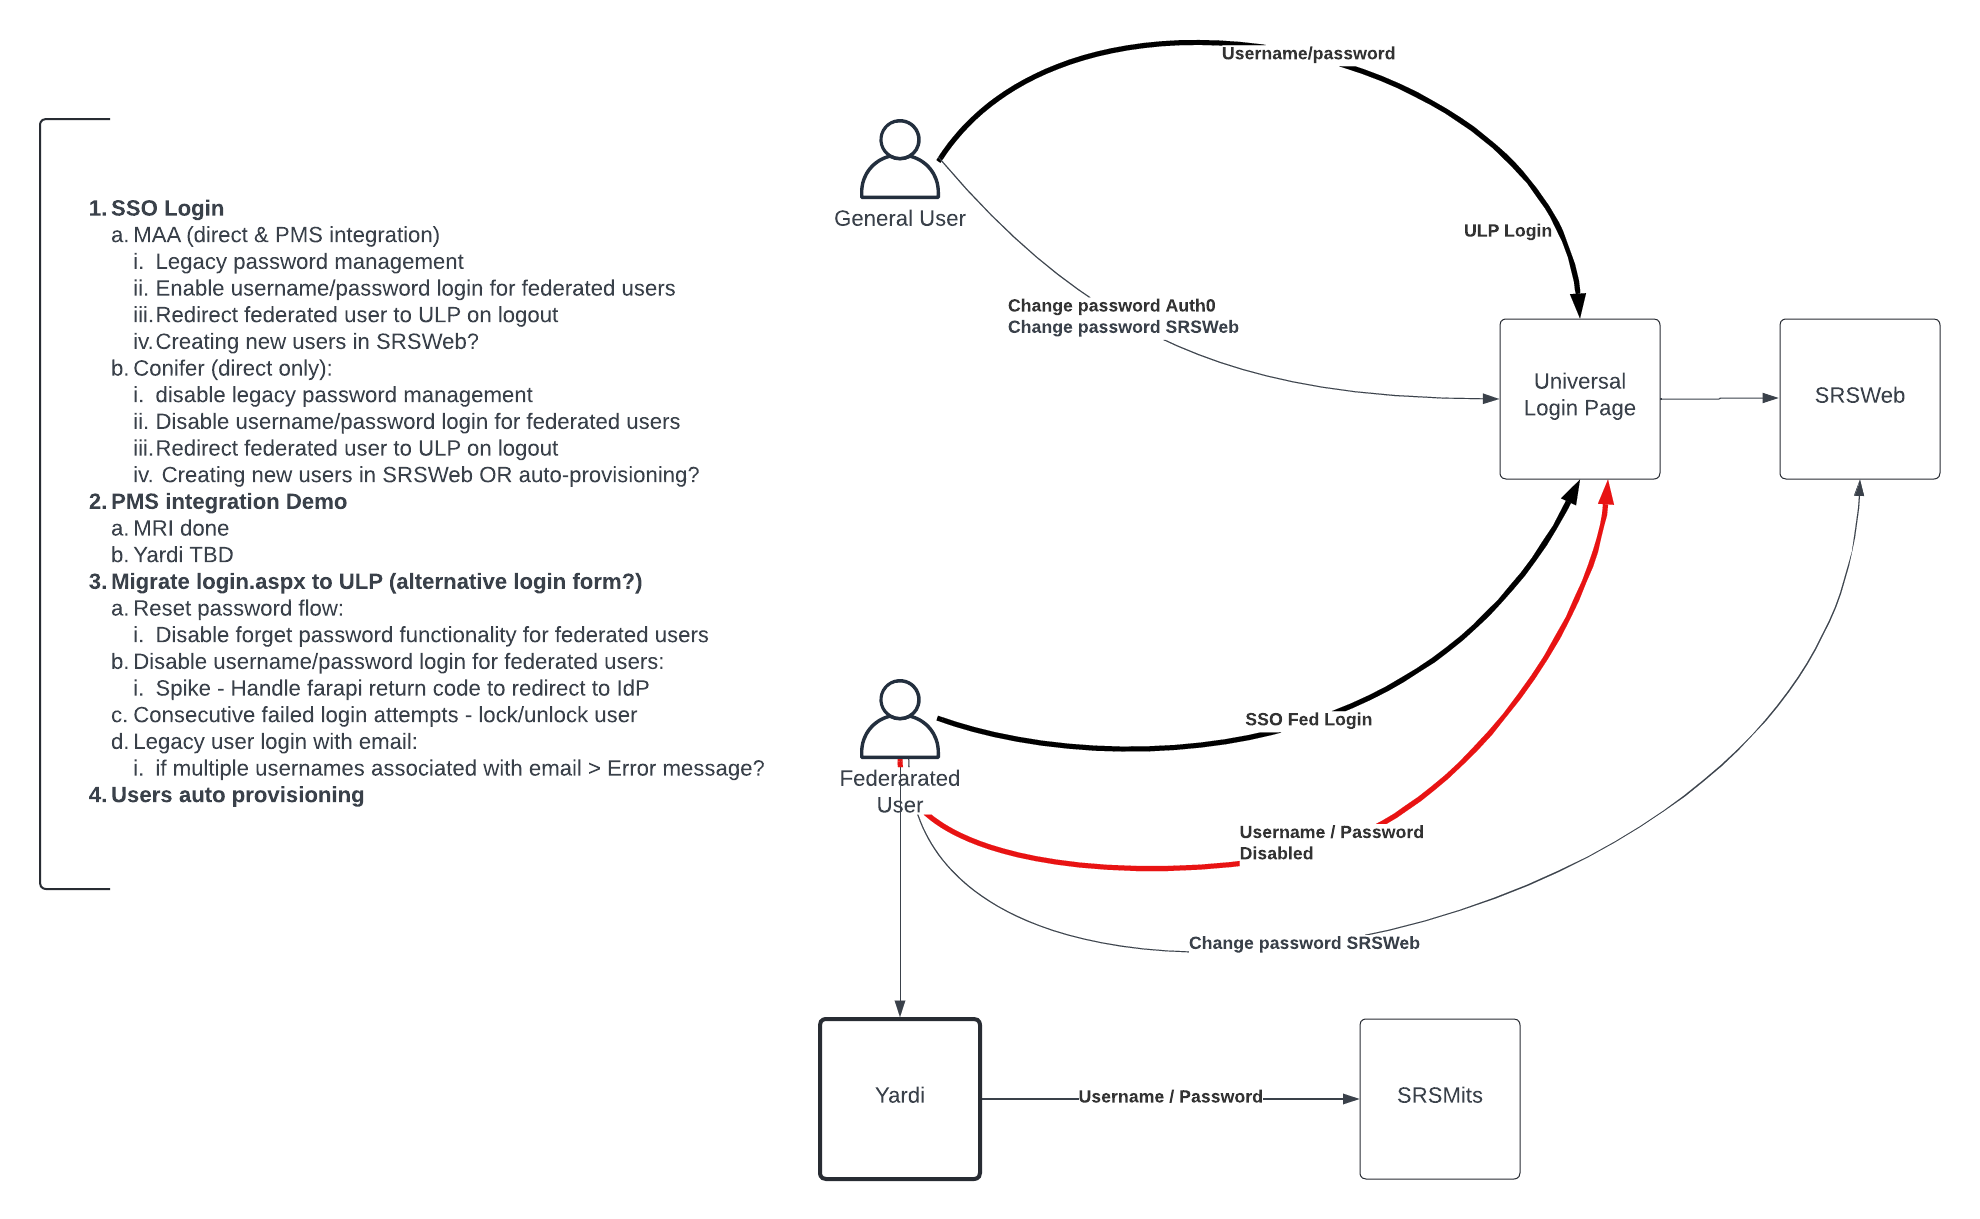 1. SSO Login
a. MAA (direct & PMS integration)
i. Legacy password management
ii. Enable username/password login for federated users
iii. Redirect federated user to ULP on logout
iv. Creating new users in SRSWeb?
b. Conifer (direct only):
i. disable legacy password management
ii. Disable username/password login for federated users
iii. Redirect federated user to ULP on logout
iv. Creating new users in SRSWeb OR auto-provisioning?
2. PMS integration Demo
a. MRI done
b. Yardi TBD
3. Migrate login.aspx to ULP (alternative login form?)
a. Reset password flow:
i. Disable forget password functionality for federated users
b. Disable username/password login for federated users:
i. Spike - Handle farapi return code to redirect to IdP
c. Consecutive failed login attempts - lock/unlock user
d. Legacy user login with email:
i. if multiple usernames associated with email > Error message?
4. Users auto provisioning
Username/password
General User
ULP Login
Change password Auth0
Change password SRSWeb
Universal
Login Page
SRSWeb
SSO Fed Login
Federarated
User
Username / Password
Disabled
Change password SRSWeb
Yardi
Username / Password
SRSMits